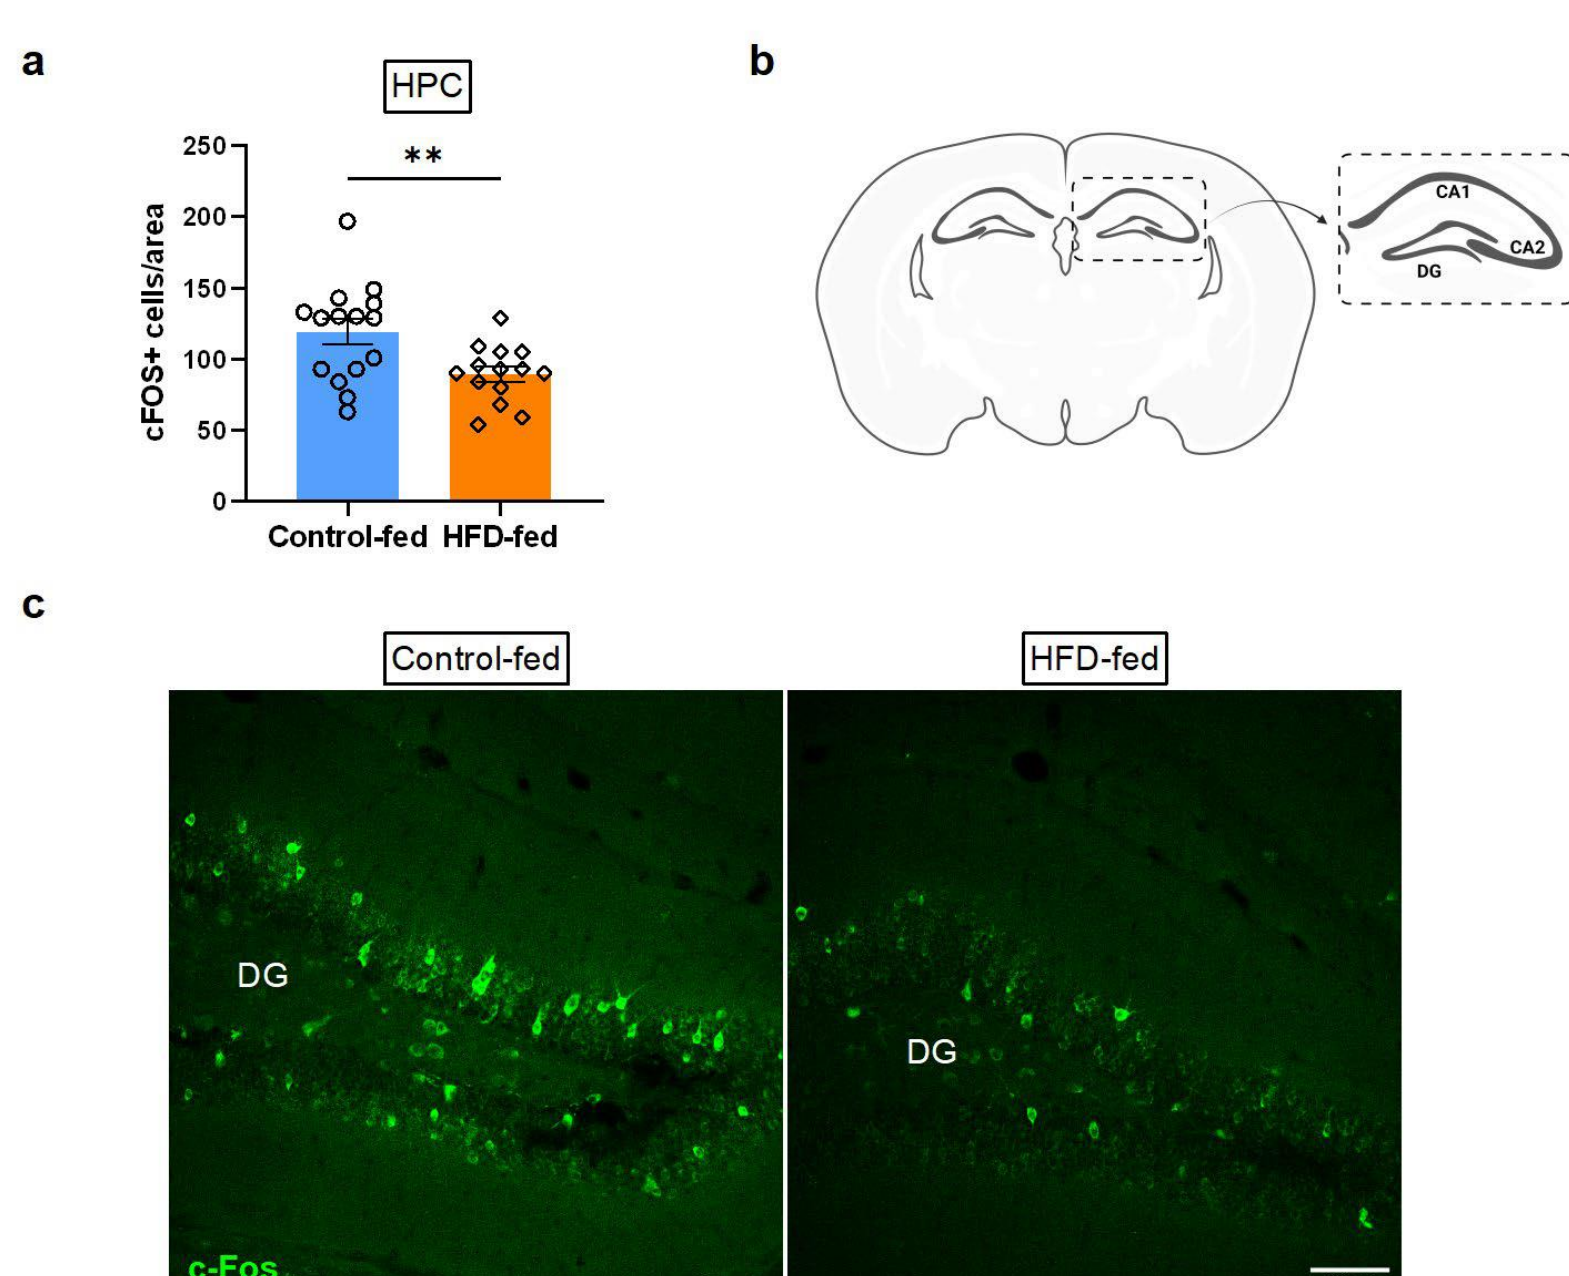 a
HPC
**
250
200
150
100
50
0
cFOS+ cells/area
Control-fed HFD-fed
b
CA1
CA2
DG
c
Control-fed
HFD-fed
DG
DG
c-Fos